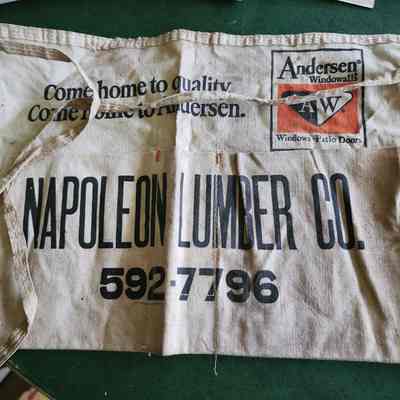 Come home to quality.
Come home to Andersen.
Andersen
Windowalls
AW
Windows • Patio Doors
NAPOLEON LUMBER CO.
592-7796